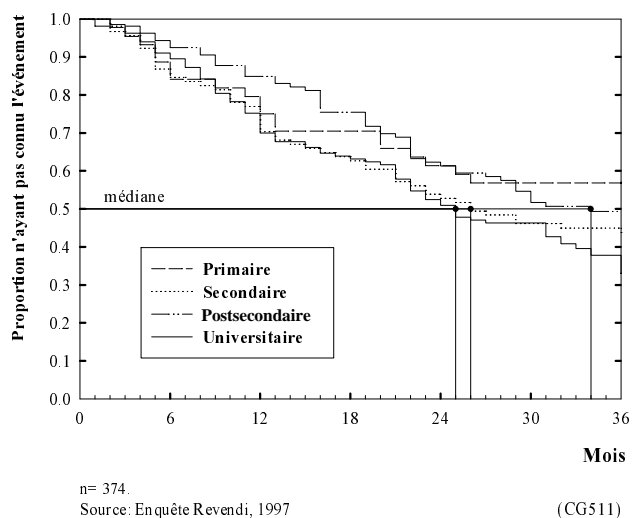 Proportion n'ayant pas connu l'événement
1.0
0.9
0.8
0.7
0.6
0.5
0.4
0.3
0.2
0.1
0.0
médiane
Primaire
Secondaire
Postsecondaire
Universitaire
0 6 12 18 24 30 36
Mois
n= 374.
Source: Enquête Revendi, 1997 (CG511)